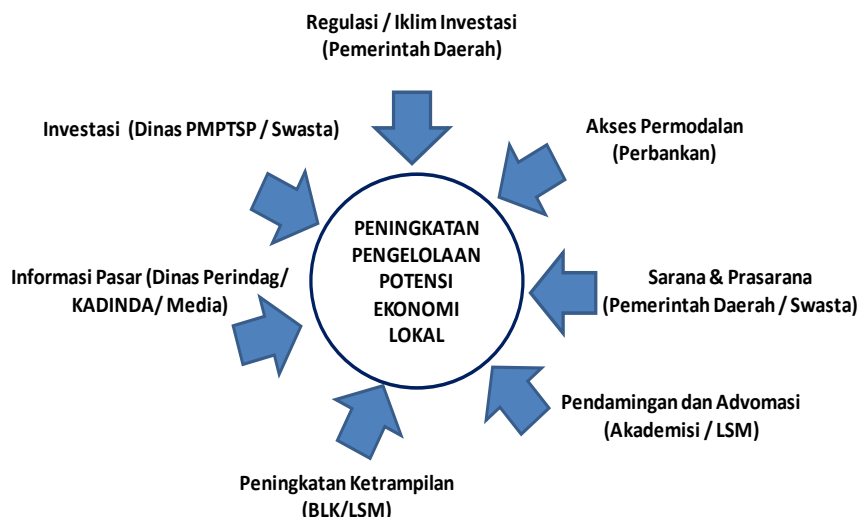 Regulasi / Iklim Investasi
(Pemerintah Daerah)
Investasi (Dinas PMPTSP / Swasta)
Akses Permodalan
(Perbankan)
PENINGKATAN
PENGELOLAAN
POTENSI
EKONOMI
LOKAL
Informasi Pasar (Dinas Perindag/
KADINDA/ Media)
Sarana & Prasarana
(Pemerintah Daerah / Swasta)
Pendamingan dan Advomasi
(Akademisi / LSM)
Peningkatan Ketrampilan
(BLK/LSM)